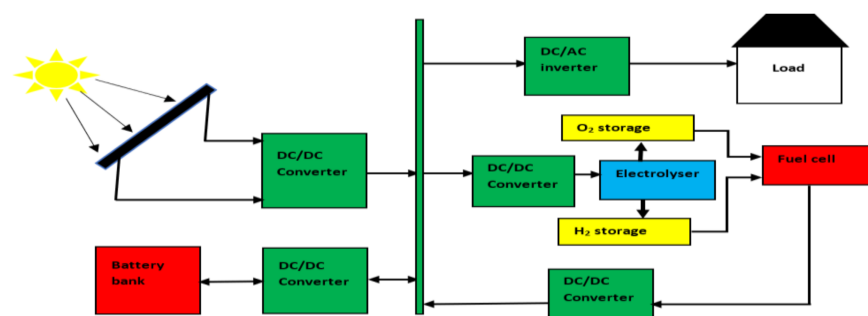 DC/AC
inverter
Load
O₂ storage
DC/DC
Converter
DC/DC
Converter
Electrolyser
Fuel cell
H₂ storage
Battery
bank
DC/DC
Converter
DC/DC
Converter